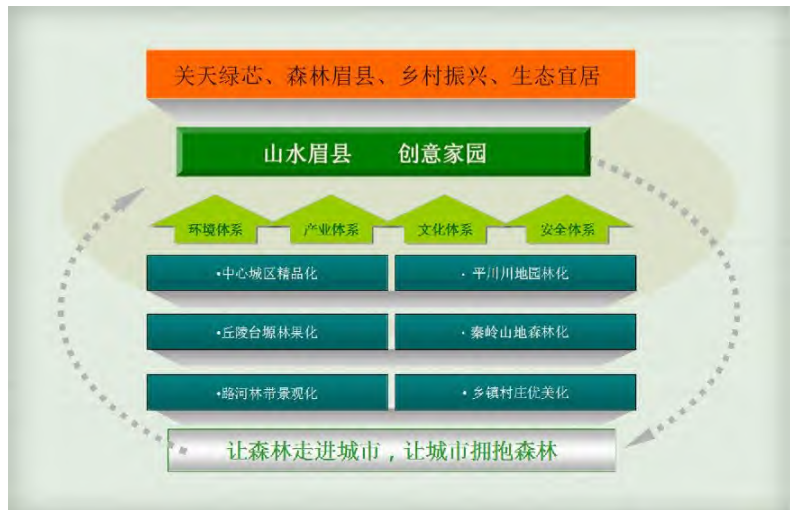 关天绿芯、森林眉县、乡村振兴、生态宜居
山水眉县 创意家园
环境体系 产业体系 文化体系 安全体系
•中心城区精品化 · 平川川地园林化
•丘陵台塬林果化 · 秦岭山地森林化
•路河林带景观化 · 乡镇村庄优美化
让森林走进城市，让城市拥抱森林